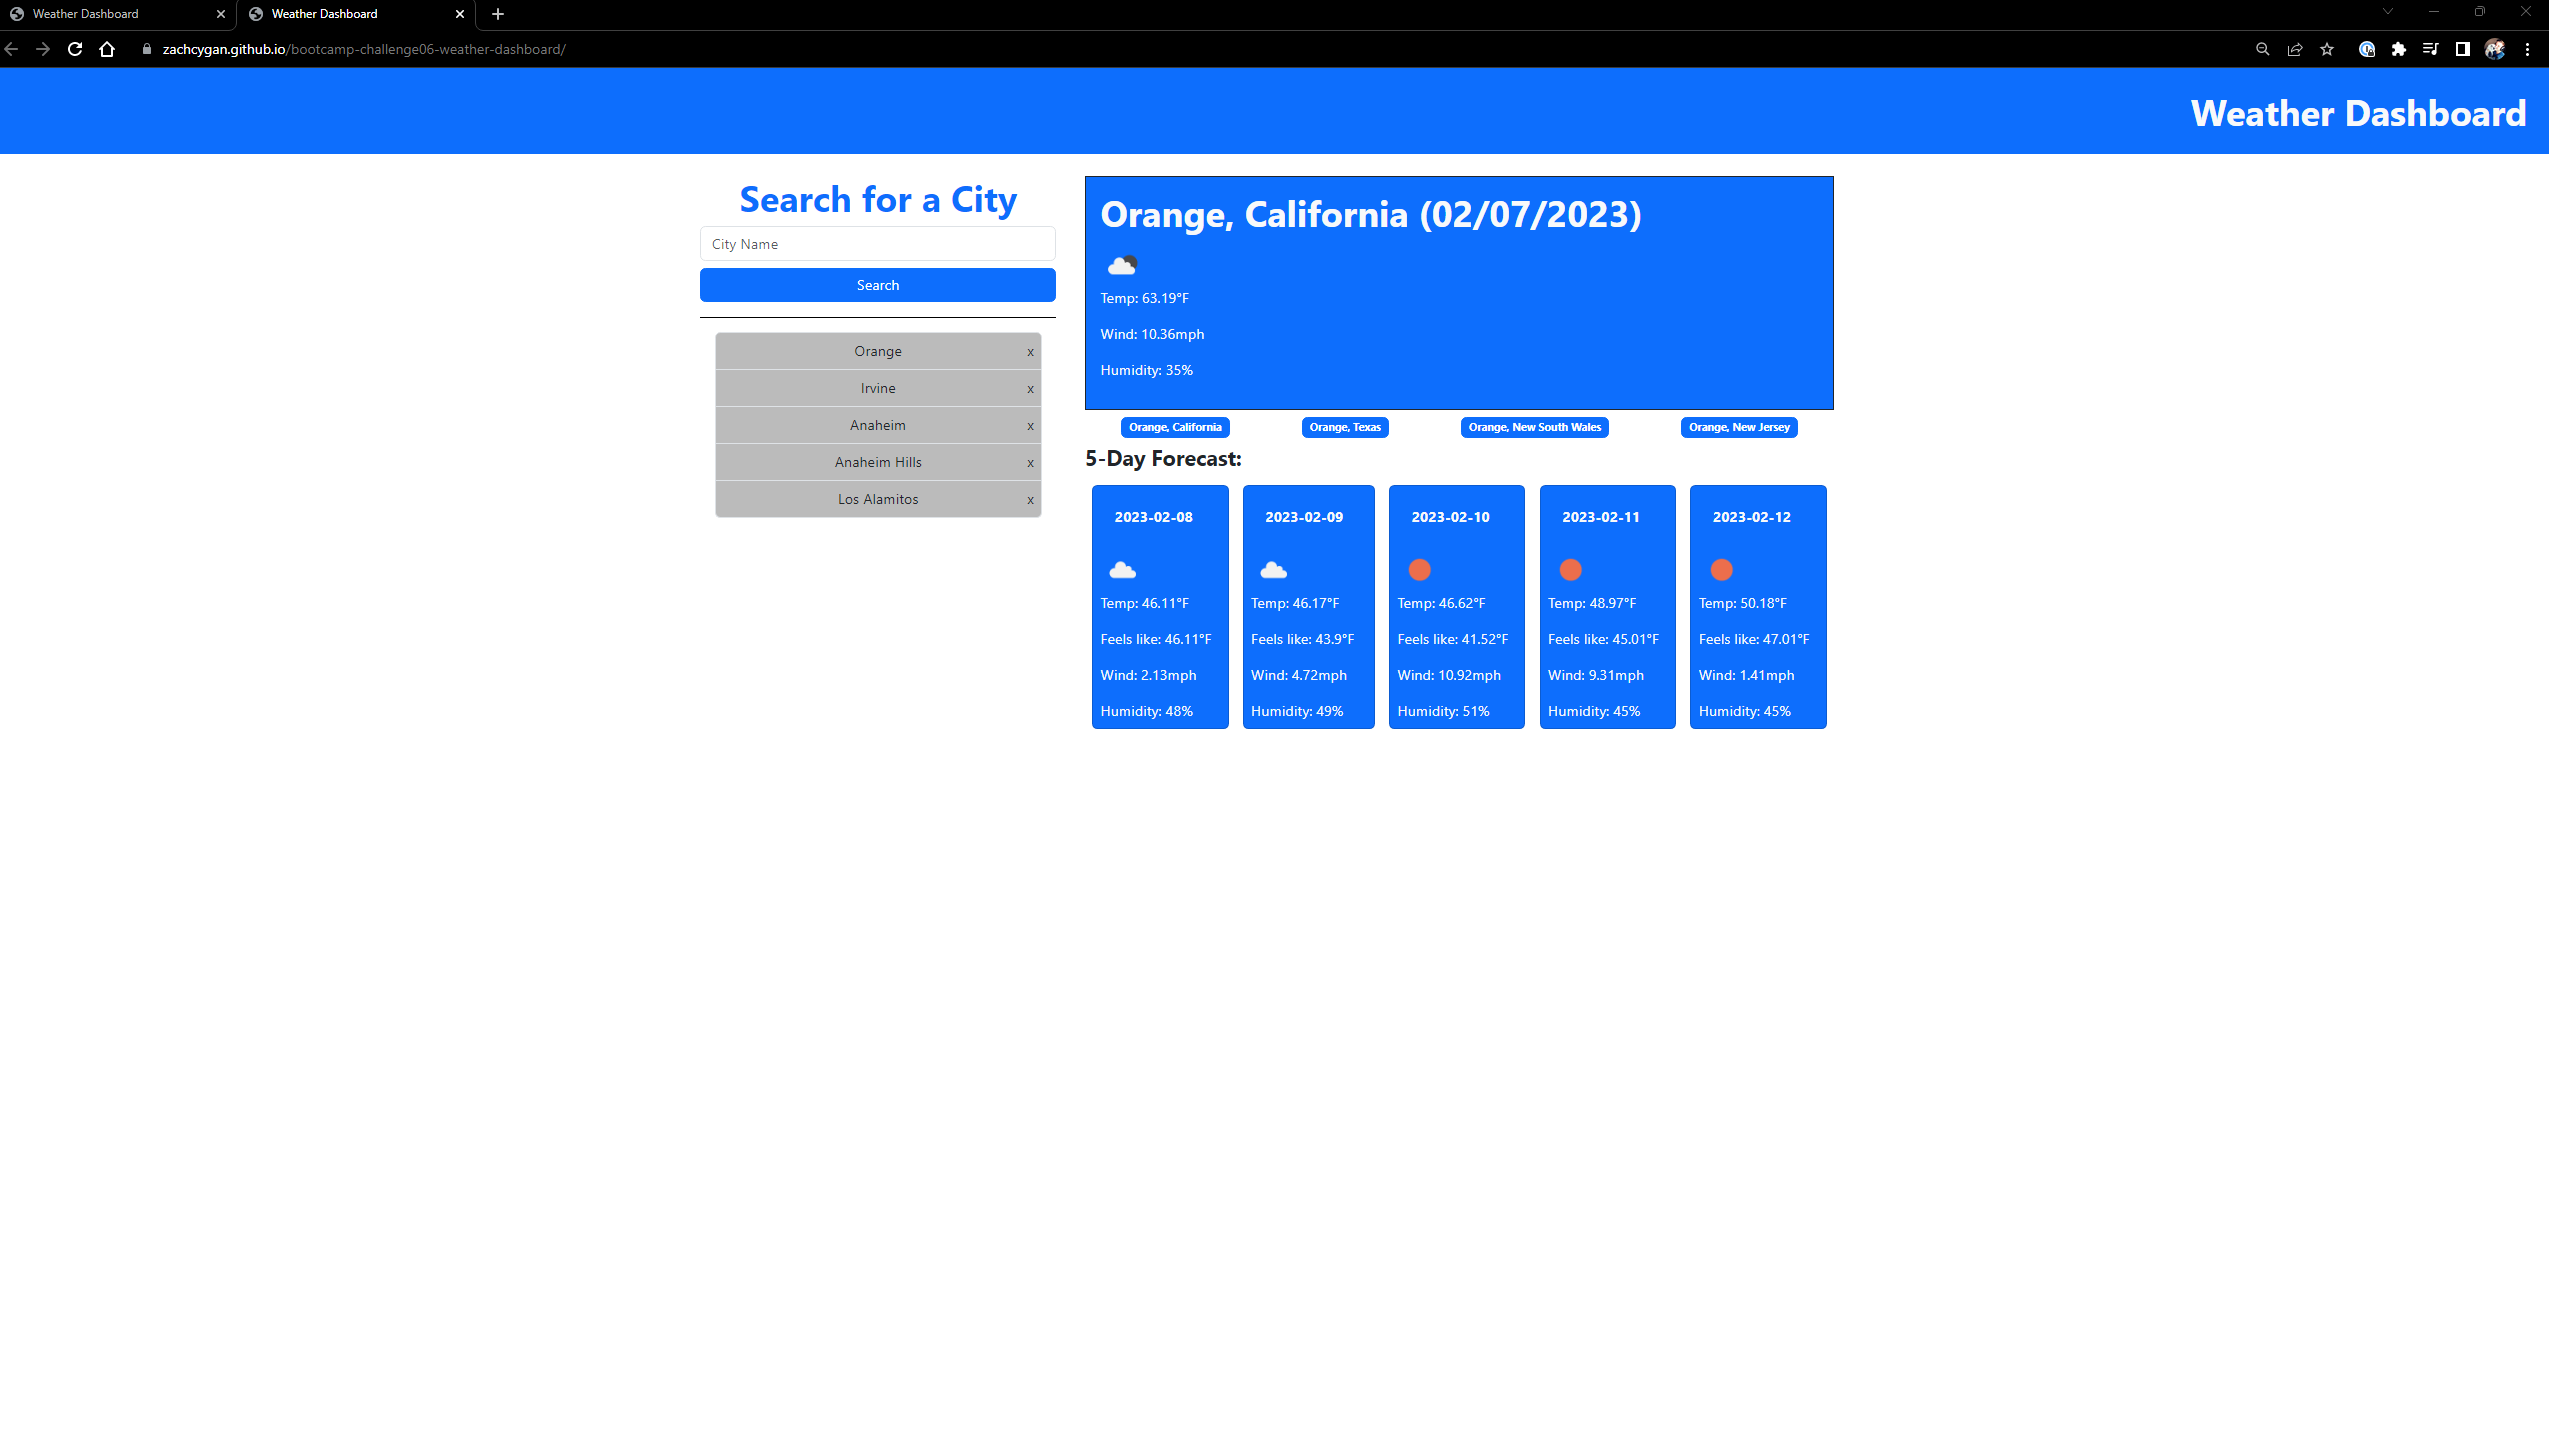 Weather Dashboard
Weather Dashboard
zachcygan.github.io/bootcamp-challenge06-weather-dashboard/
Weather Dashboard
Search for a City
City Name
Search
Orange x
Irvine x
Anaheim x
Anaheim Hills x
Los Alamitos x
Orange, California (02/07/2023)
Temp: 63.19°F
Wind: 10.36mph
Humidity: 35%
Orange, California Orange, Texas Orange, New South Wales Orange, New Jersey
5-Day Forecast:
2023-02-08
Temp: 46.11°F
Feels like: 46.11°F
Wind: 2.13mph
Humidity: 48%
2023-02-09
Temp: 46.17°F
Feels like: 43.9°F
Wind: 4.72mph
Humidity: 49%
2023-02-10
Temp: 46.62°F
Feels like: 41.52°F
Wind: 10.92mph
Humidity: 51%
2023-02-11
Temp: 48.97°F
Feels like: 45.01°F
Wind: 9.31mph
Humidity: 45%
2023-02-12
Temp: 50.18°F
Feels like: 47.01°F
Wind: 1.41mph
Humidity: 45%